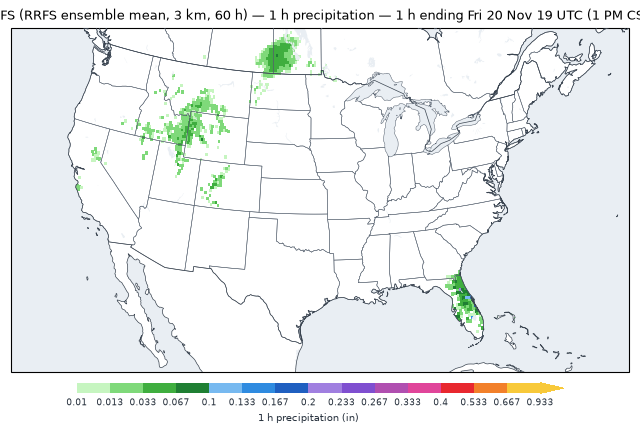 FS (RRFS ensemble mean, 3 km, 60 h) — 1 h precipitation — 1 h ending Fri 20 Nov 19 UTC (1 PM CS
0.01 0.013 0.033 0.067 0.1 0.133 0.167 0.2 0.233 0.267 0.333 0.4 0.533 0.667 0.933
1 h precipitation (in)